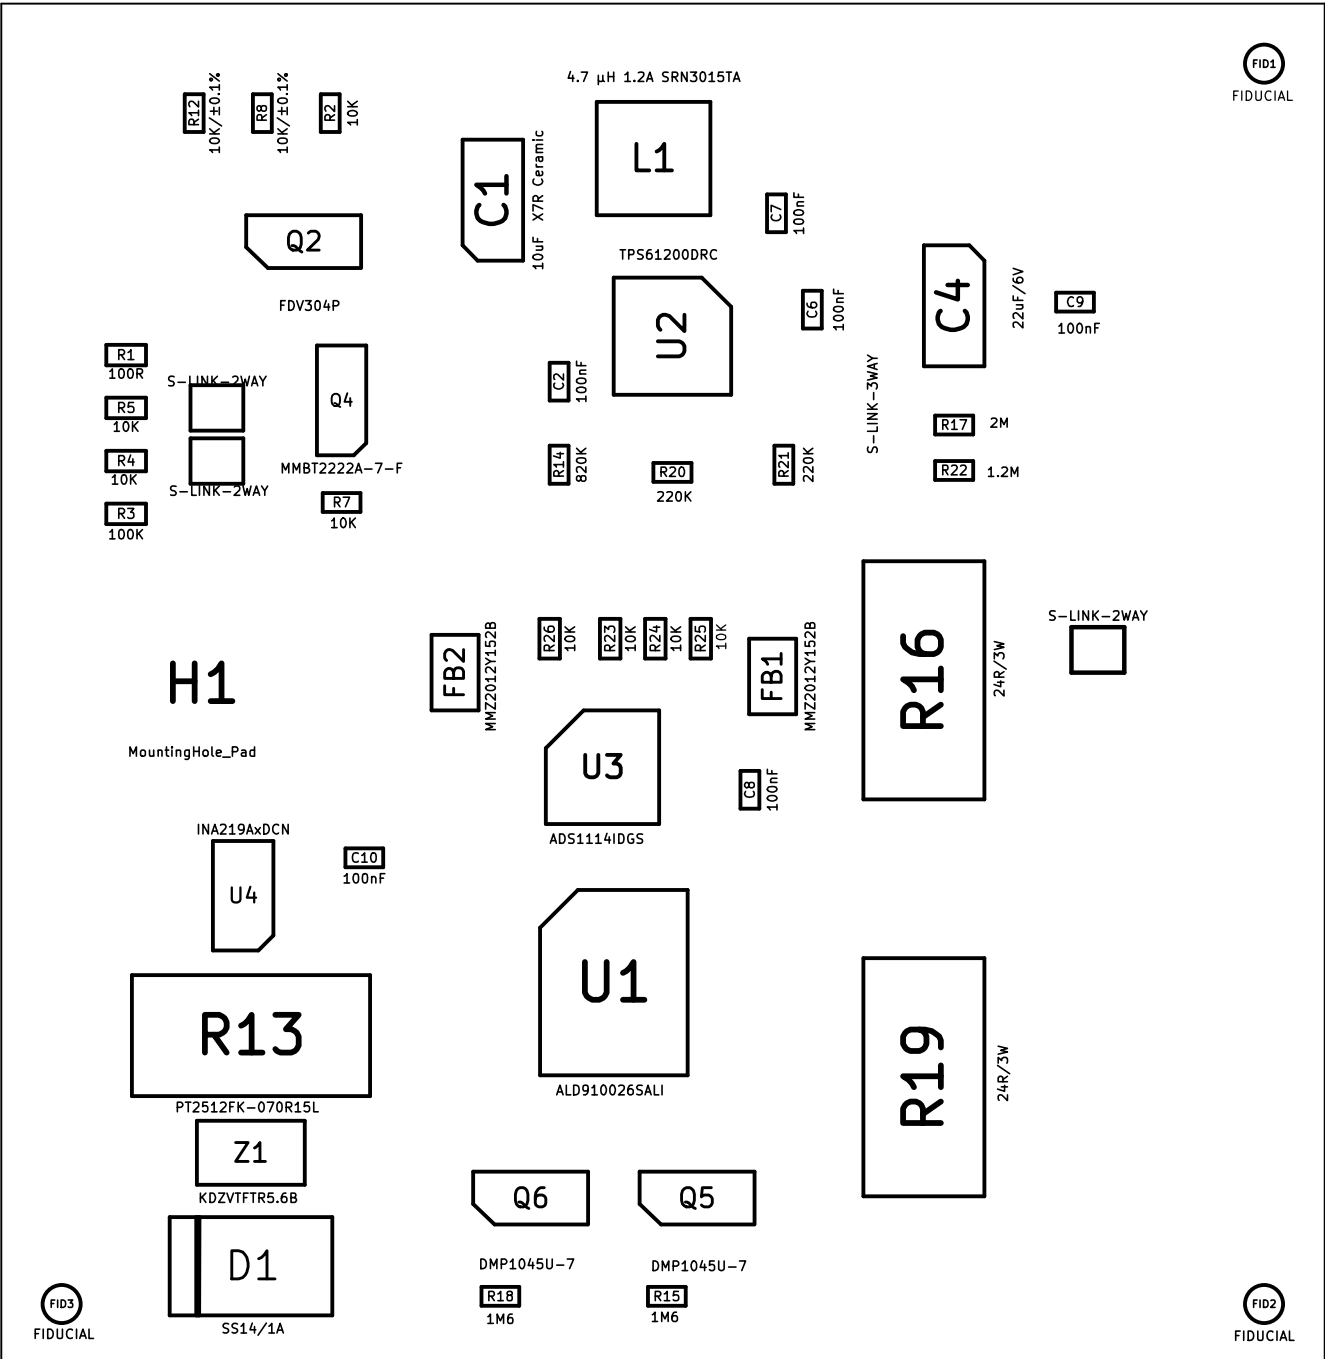 FID1
FIDUCIAL
4.7 µH 1.2A SRN3015TA
R12
10K/±0.1%
R8
10K/±0.1%
R2
10K
L1
C1
10uF X7R Ceramic
C7
100nF
Q2
FDV304P
TPS61200DRC
U2
C6
100nF
C4
22uF/6V
C9
100nF
R1
100R
S-LINK-2WAY
R5
10K
R4
10K
S-LINK-2WAY
R3
100K
Q4
MMBT2222A-7-F
R7
10K
C2
100nF
R14
820K
R20
220K
R21
220K
S-LINK-3WAY
R17
2M
R22
1.2M
H1
MountingHole_Pad
FB2
MMZ2012Y152B
R26
10K
R23
10K
R24
10K
R25
10K
FB1
MMZ2012Y152B
R16
24R/3W
S-LINK-2WAY
U3
ADS1114IDGS
C8
100nF
INA219AxDCN
U4
C10
100nF
U1
ALD910026SALI
R13
PT2512FK-070R15L
R19
24R/3W
Z1
KDZVTFTR5.6B
Q6
DMP1045U-7
Q5
DMP1045U-7
D1
SS14/1A
R18
1M6
R15
1M6
FID3
FIDUCIAL
FID2
FIDUCIAL